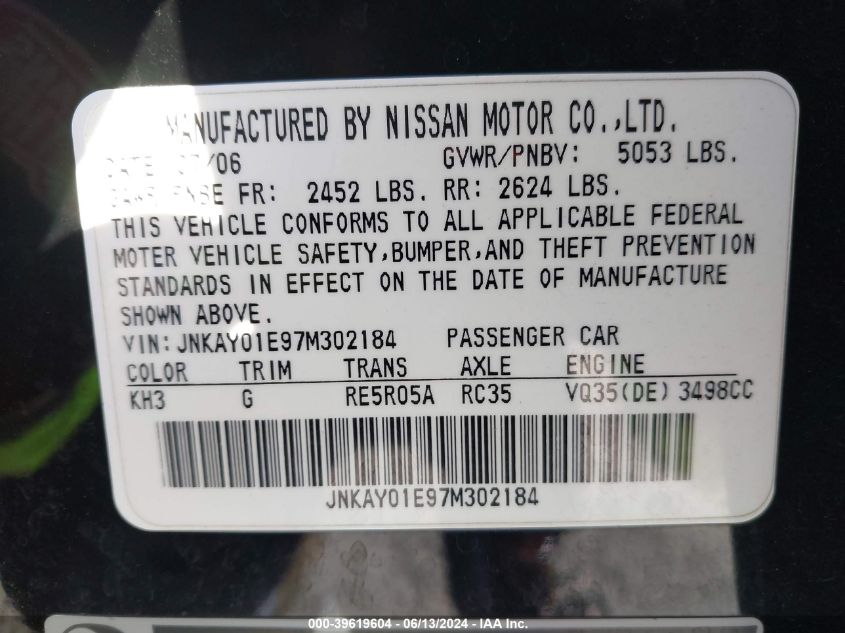 MANUFACTURED BY NISSAN MOTOR CO.,LTD.
DATE /06 GVWR/PNBV: 5053 LBS.
FR: 2452 LBS. RR: 2624 LBS.
THIS VEHICLE CONFORMS TO ALL APPLICABLE FEDERAL
MOTER VEHICLE SAFETY,BUMPER,AND THEFT PREVENTION
STANDARDS IN EFFECT ON THE DATE OF MANUFACTURE
SHOWN ABOVE.
VIN:JNKAY01E97M302184 PASSENGER CAR
COLOR TRIM TRANS AXLE ENGINE
KH3 G RE5R05A RC35 VQ35(DE) 3498CC
JNKAY01E97M302184
000-39619604 - 06/13/2024 - IAA, Inc.